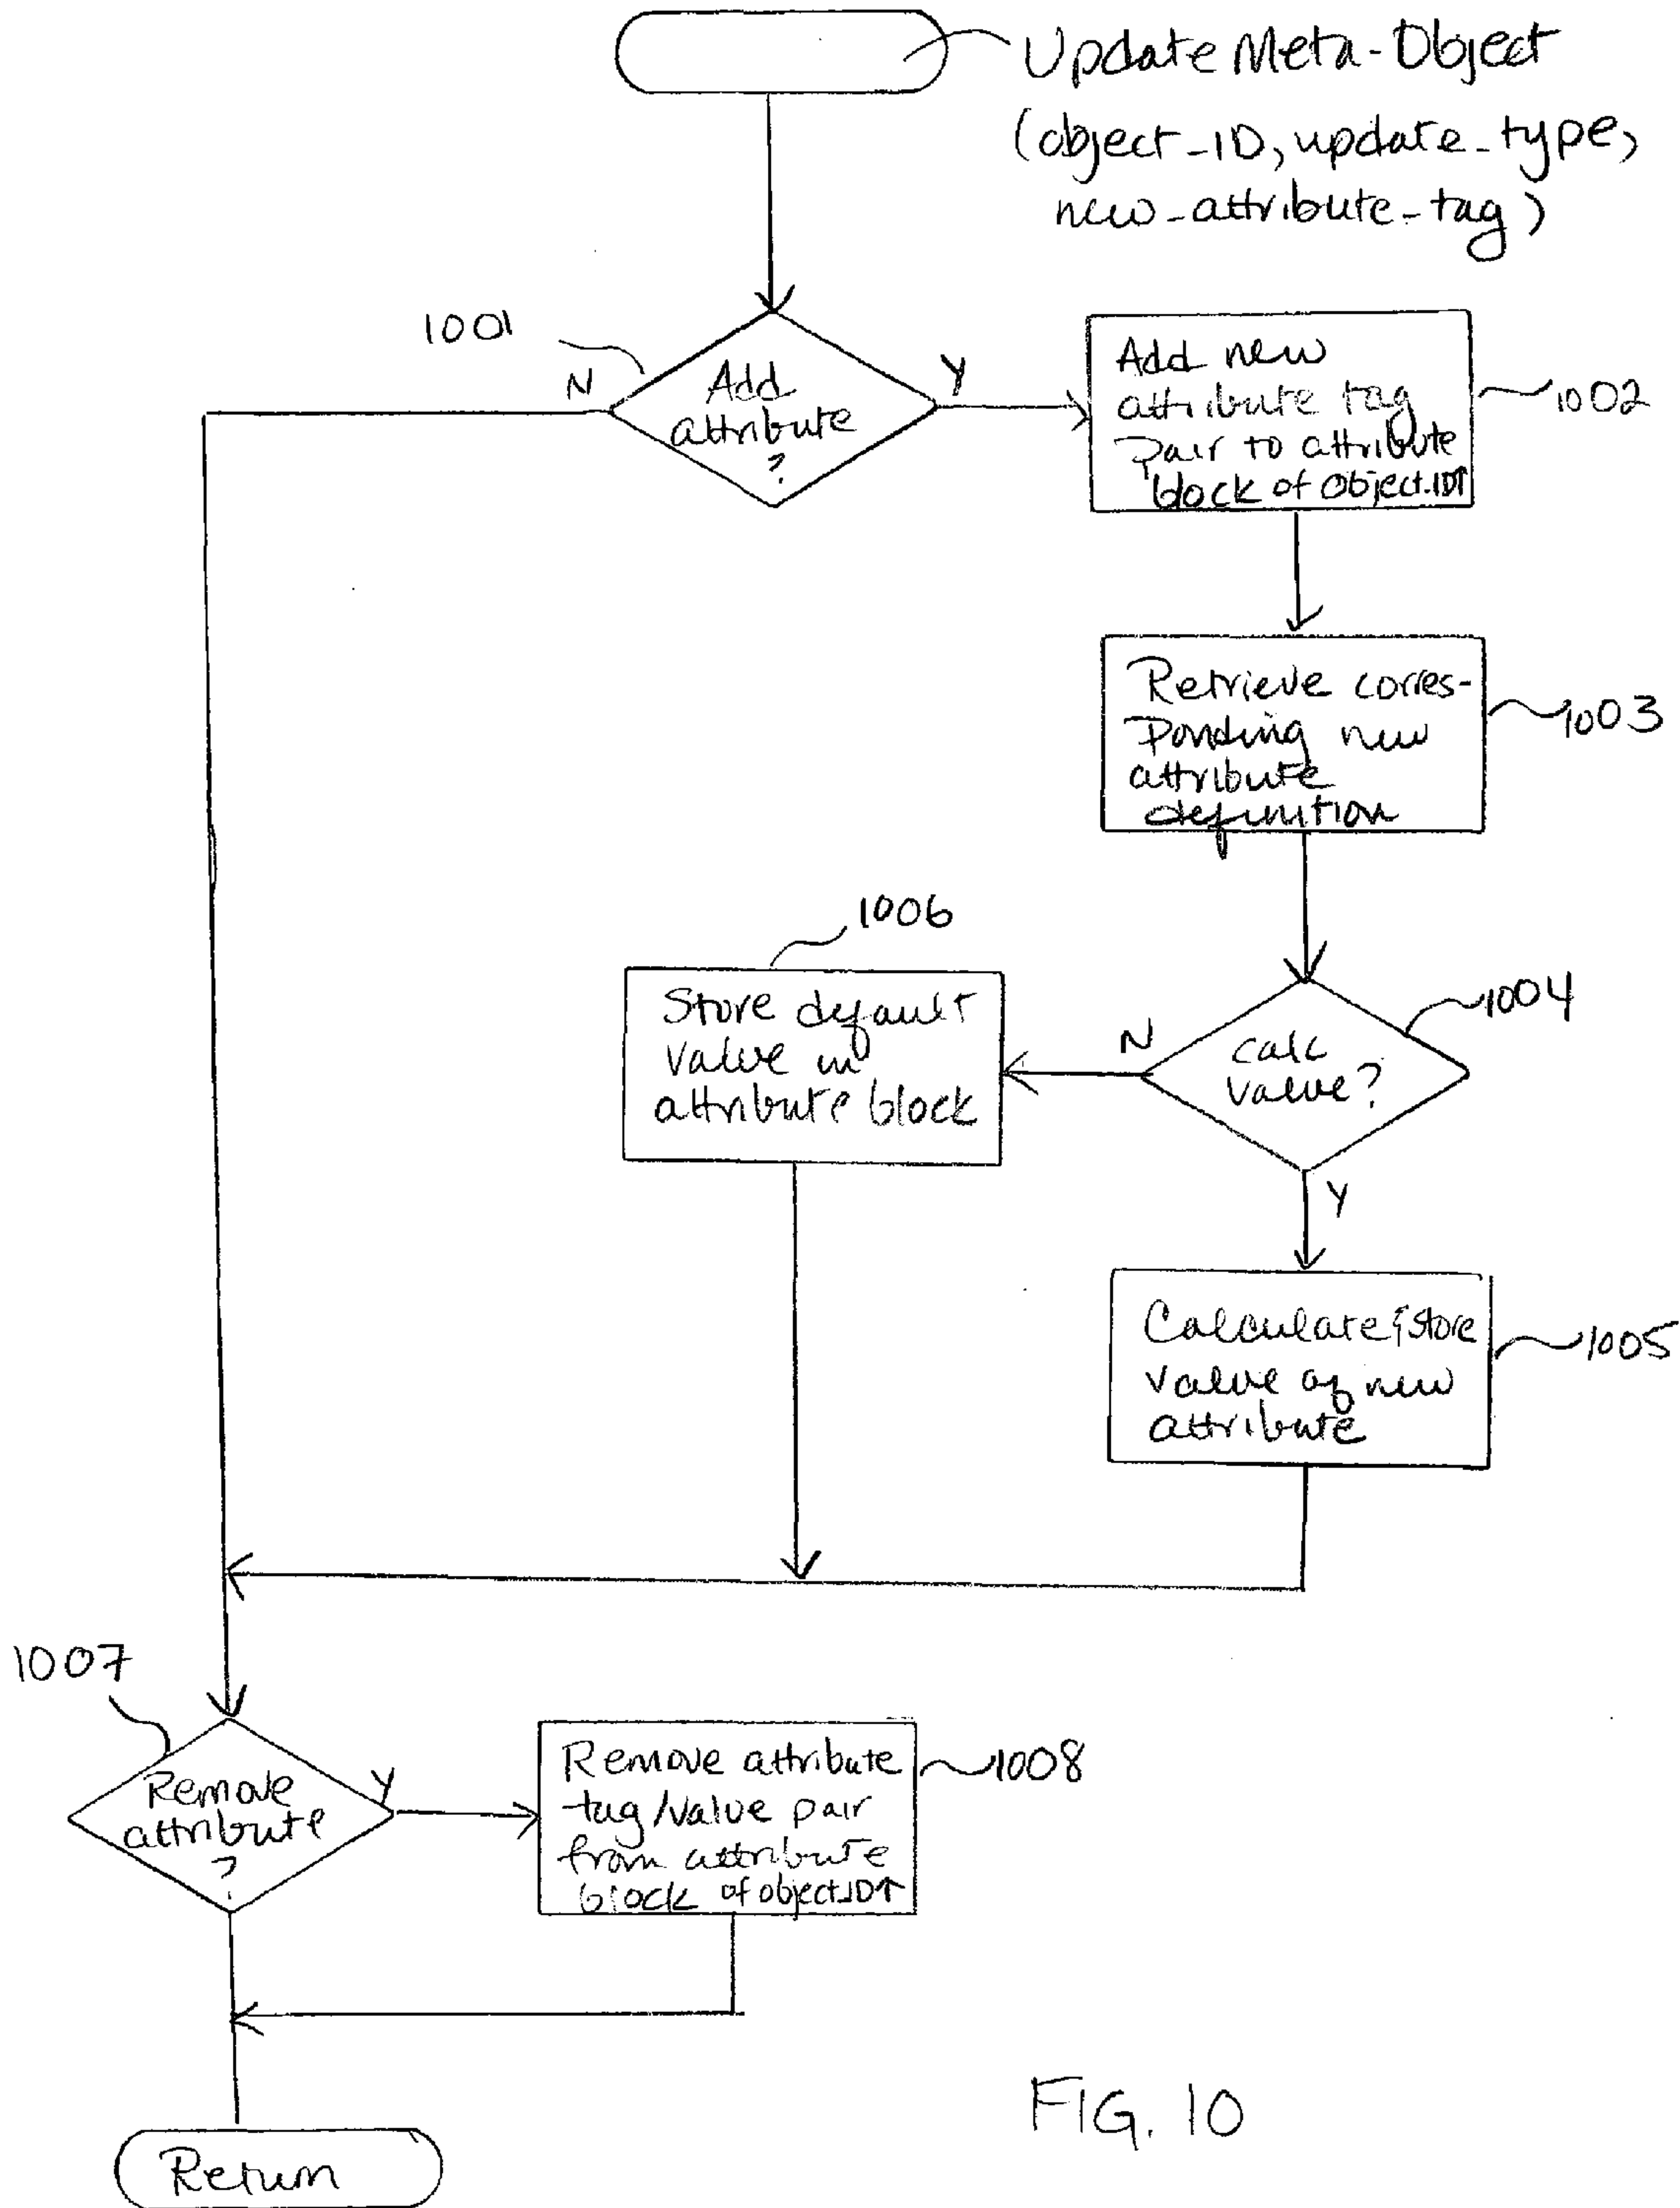 Update Meta-Object
(object_ID, update_type,
new_attribute_tag)
1001
N
Add
attribute
?
Y
Add new
attribute tag
pair to attribute
block of Object.ID↑
1002
Retrieve corres-
ponding new
attribute
definition
1003
1006
Store default
value in
attribute block
N
calc
value?
1004
Y
Calculate & store
value of new
attribute
1005
1007
Remove
attribute
?
Y
Remove attribute
tag/value pair
from attribute
block of object_ID↑
1008
Return
FIG. 10